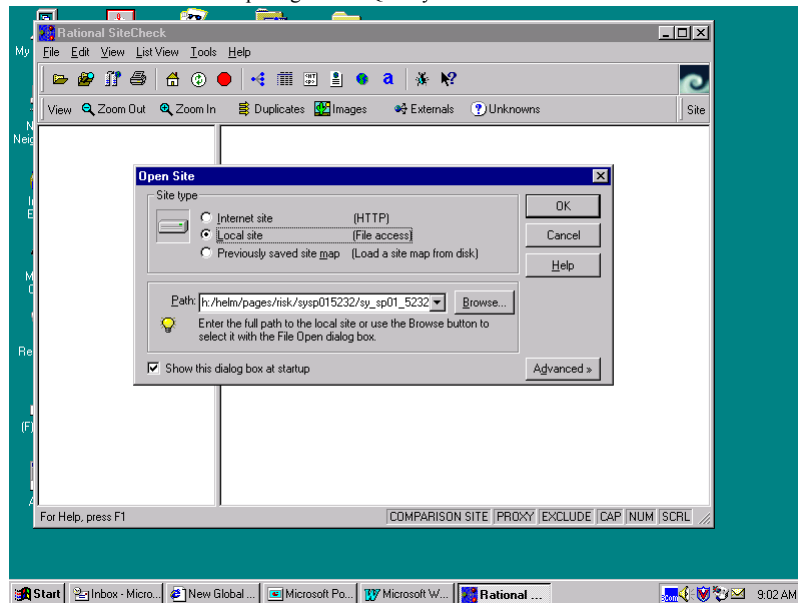 Rational SiteCheck
My
File Edit View List View Tools Help
a
View Zoom Out Zoom In Duplicates Images Externals Unknowns Site
N
Neig
Open Site
Site type
Internet site (HTTP)
Local site (File access)
Previously saved site map (Load a site map from disk)
OK
Cancel
Help
In
E
M
C
Path: h:/helm/pages/risk/sysp015232/sy_sp01_5232 Browse...
Enter the full path to the local site or use the Browse button to
select it with the File Open dialog box.
Re
Show this dialog box at startup
Advanced »
(F)
A
For Help, press F1 COMPARISON SITE PROXY EXCLUDE CAP NUM SCRL
Start Inbox - Micro... New Global ... Microsoft Po... Microsoft W... Rational ... 9:02 AM